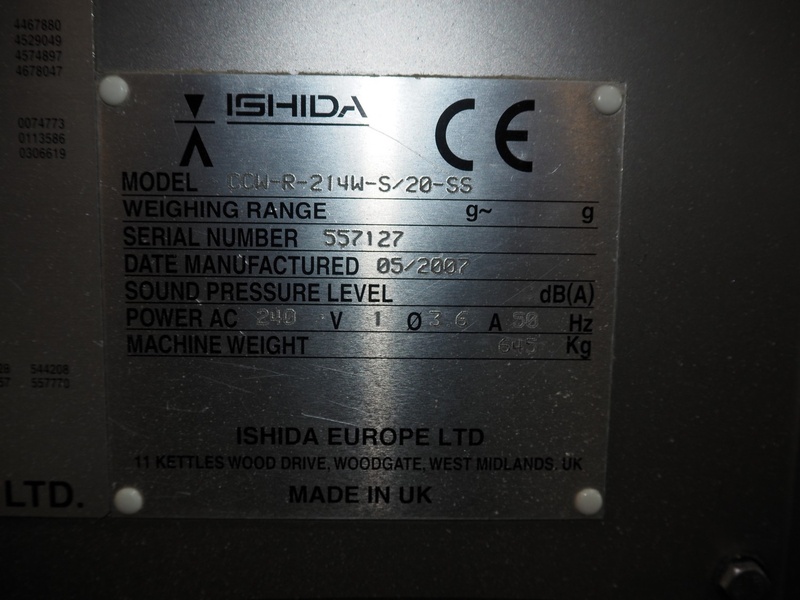 4467880
4529049
4574897
4678047
0074773
0113586
0306619
544208
557770
LTD.
ISHIDA
CE
MODEL CCW-R-214W-S/20-SS
WEIGHING RANGE g~ g
SERIAL NUMBER 557127
DATE MANUFACTURED 05/2007
SOUND PRESSURE LEVEL dB(A)
POWER AC 240 V 1 Ø 3.6 A 50 Hz
MACHINE WEIGHT 645 Kg
ISHIDA EUROPE LTD
11 KETTLES WOOD DRIVE, WOODGATE, WEST MIDLANDS, UK
MADE IN UK